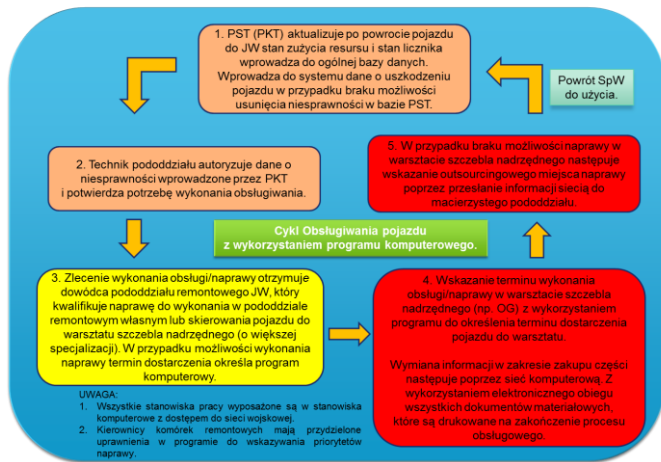 1. PST (PKT) aktualizuje po powrocie pojazdu
do JW stan zużycia resursu i stan licznika
wprowadza do ogólnej bazy danych.
Wprowadza do systemu dane o uszkodzeniu
pojazdu w przypadku braku możliwości
usunięcia niesprawności w bazie PST.
Powrót SpW
do użycia.
2. Technik pododdziału autoryzuje dane o
niesprawności wprowadzone przez PKT
i potwierdza potrzebę wykonania obsługiwania.
5. W przypadku braku możliwości naprawy w
warsztacie szczebla nadrzędnego następuje
wskazanie outsourcingowego miejsca naprawy
poprzez przesłanie informacji siecią do
macierzystego pododdziału.
Cykl Obsługiwania pojazdu
z wykorzystaniem programu komputerowego.
3. Zlecenie wykonania obsługi/naprawy otrzymuje
dowódca pododdziału remontowego JW, który
kwalifikuje naprawę do wykonania w pododdziale
remontowym własnym lub skierowania pojazdu do
warsztatu szczebla nadrzędnego (o większej
specjalizacji). W przypadku możliwości wykonania
naprawy termin dostarczenia określa program
komputerowy.
4. Wskazanie terminu wykonania
obsługi/naprawy w warsztacie szczebla
nadrzędnego (np. OG) z wykorzystaniem
programu do określenia terminu dostarczenia
pojazdu do warsztatu.
Wymiana informacji w zakresie zakupu części
następuje poprzez sieć komputerową. Z
wykorzystaniem elektronicznego obiegu
wszystkich dokumentów materiałowych,
które są drukowane na zakończenie procesu
obsługowego.
UWAGA:
1. Wszystkie stanowiska pracy wyposażone są w stanowiska
komputerowe z dostępem do sieci wojskowej.
2. Kierownicy komórek remontowych mają przydzielone
uprawnienia w programie do wskazywania priorytetów
naprawy.